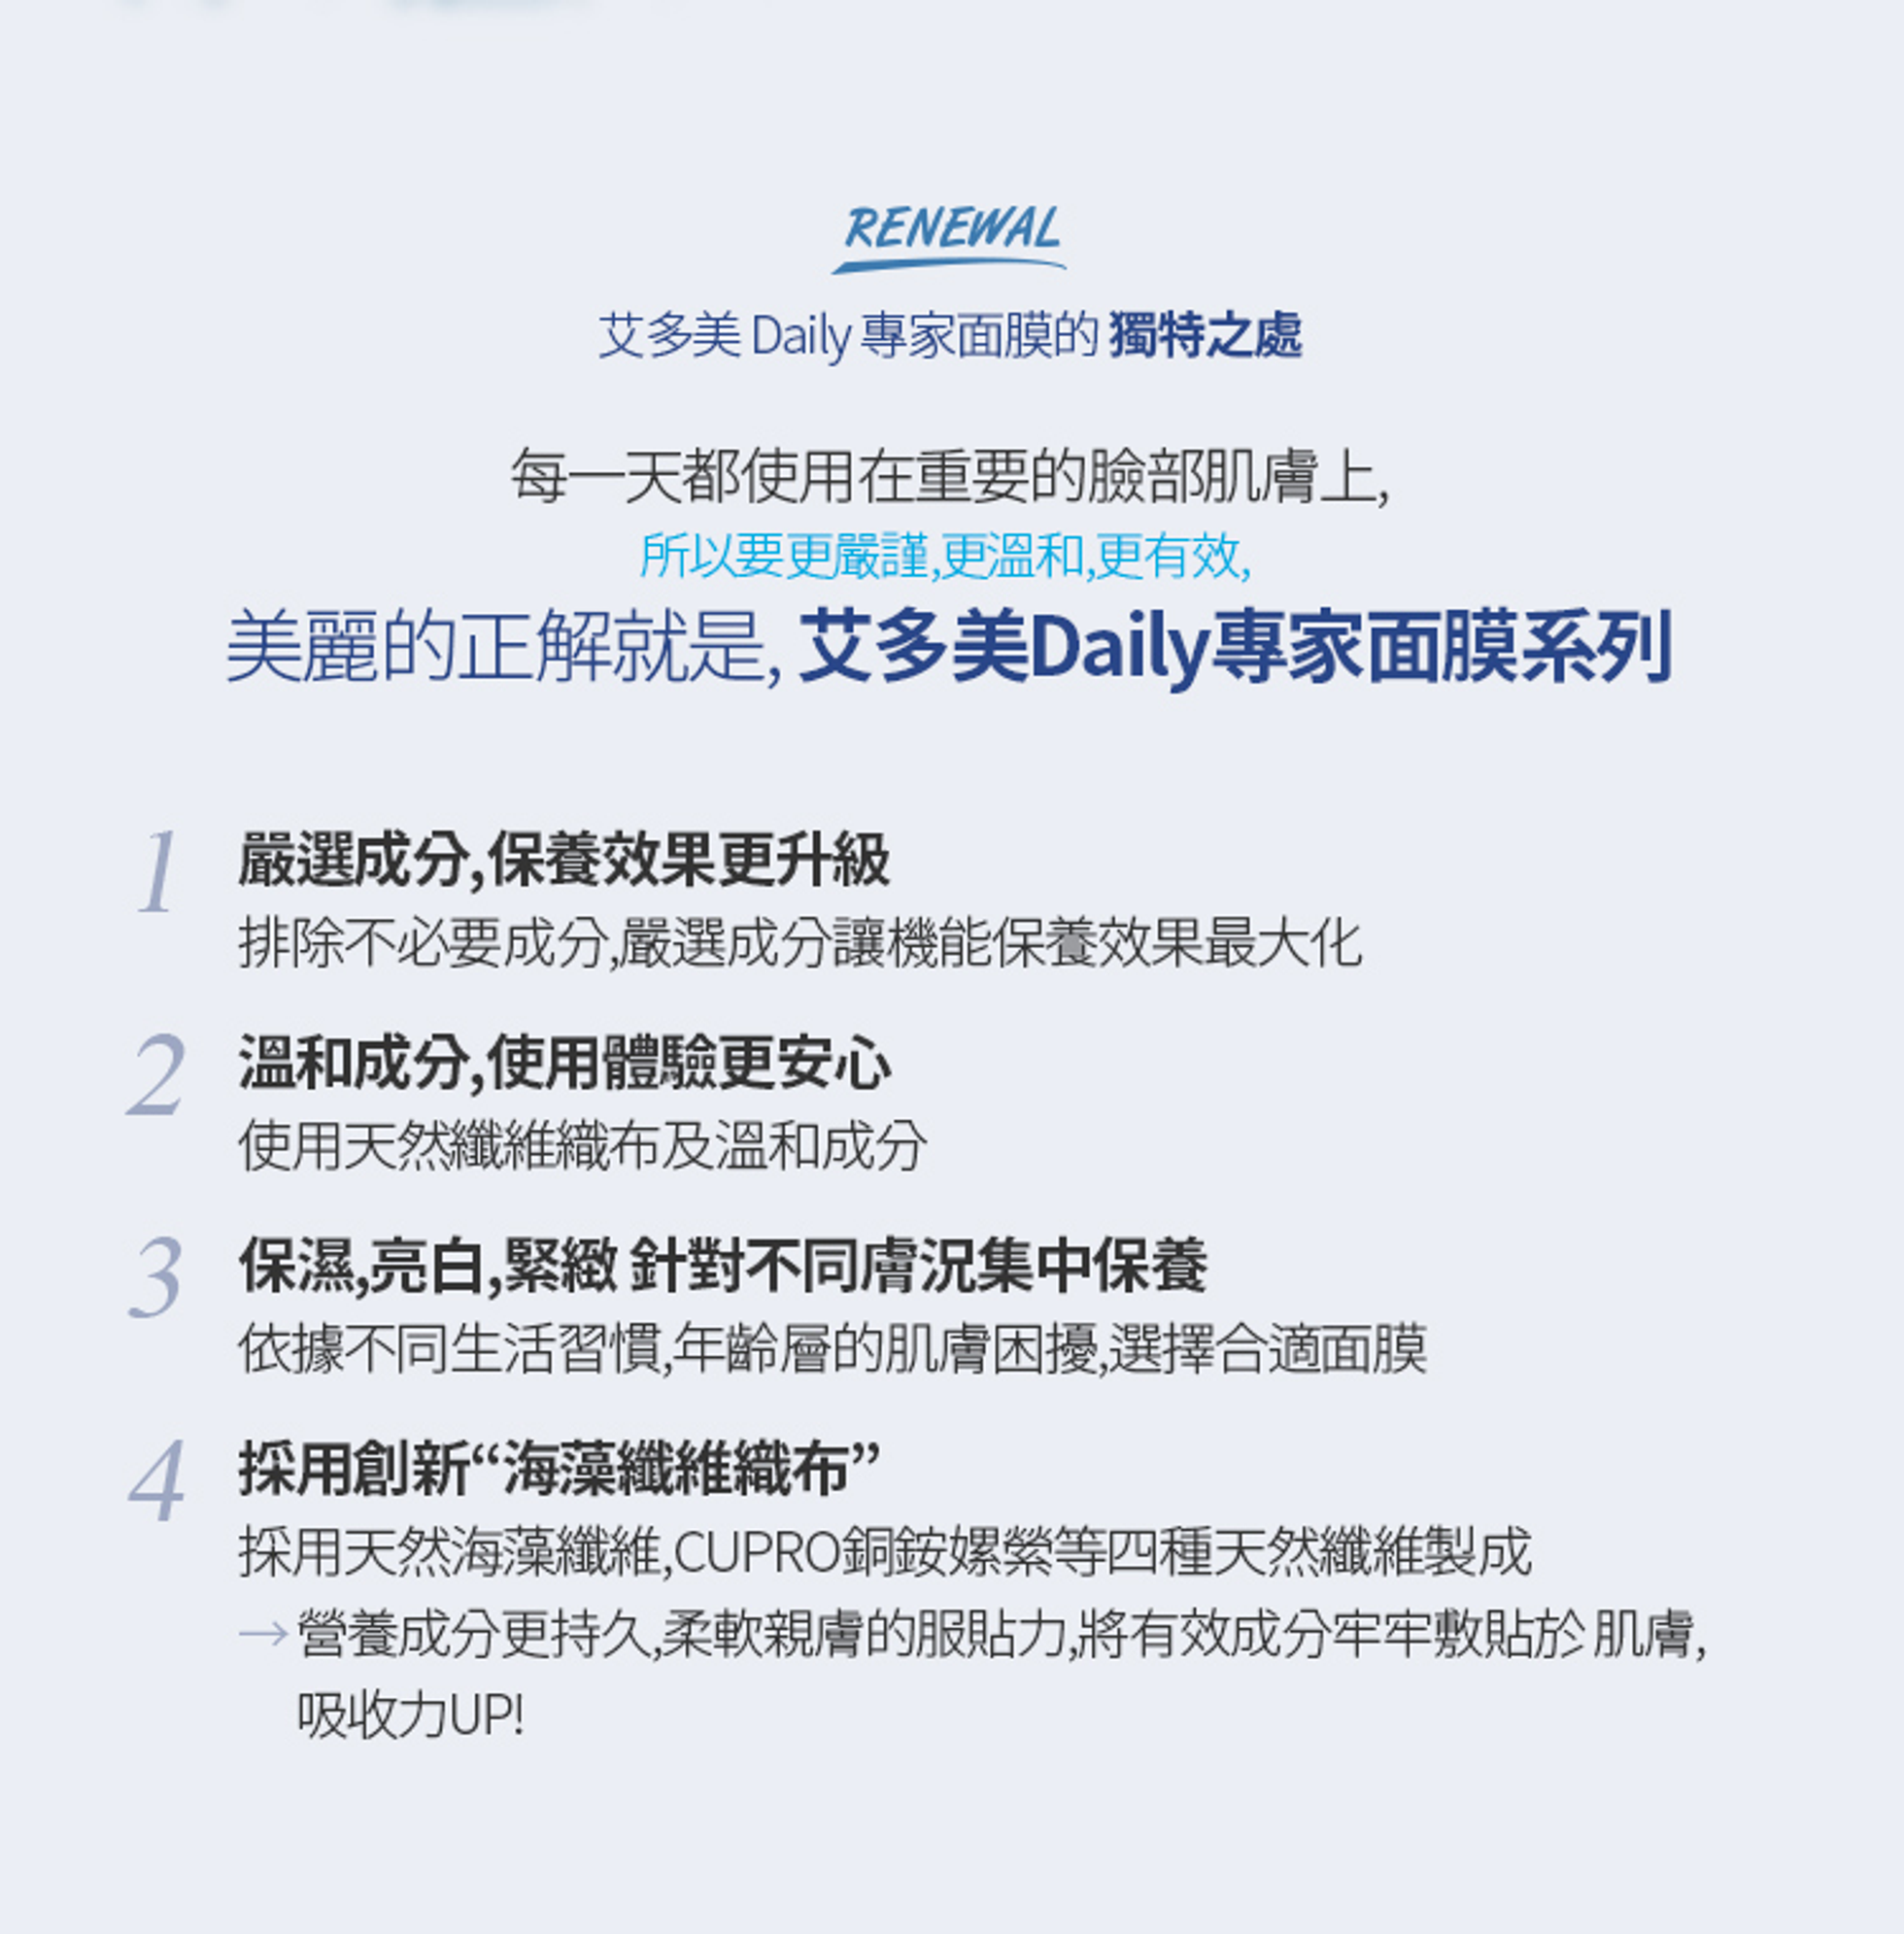 RENEWAL
艾多美 Daily 專家面膜的 獨特之處
每一天都使用在重要的臉部肌膚上,
所以要更嚴謹,更溫和,更有效,
美麗的正解就是, 艾多美Daily專家面膜系列
1 嚴選成分,保養效果更升級
排除不必要成分,嚴選成分讓機能保養效果最大化
2 溫和成分,使用體驗更安心
使用天然纖維織布及溫和成分
3 保濕,亮白,緊緻 針對不同膚況集中保養
依據不同生活習慣,年齡層的肌膚困擾,選擇合適面膜
4 採用創新“海藻纖維織布”
採用天然海藻纖維,CUPRO銅銨嫘縈等四種天然纖維製成
→營養成分更持久,柔軟親膚的服貼力,將有效成分牢牢敷貼於肌膚,
吸收力UP!